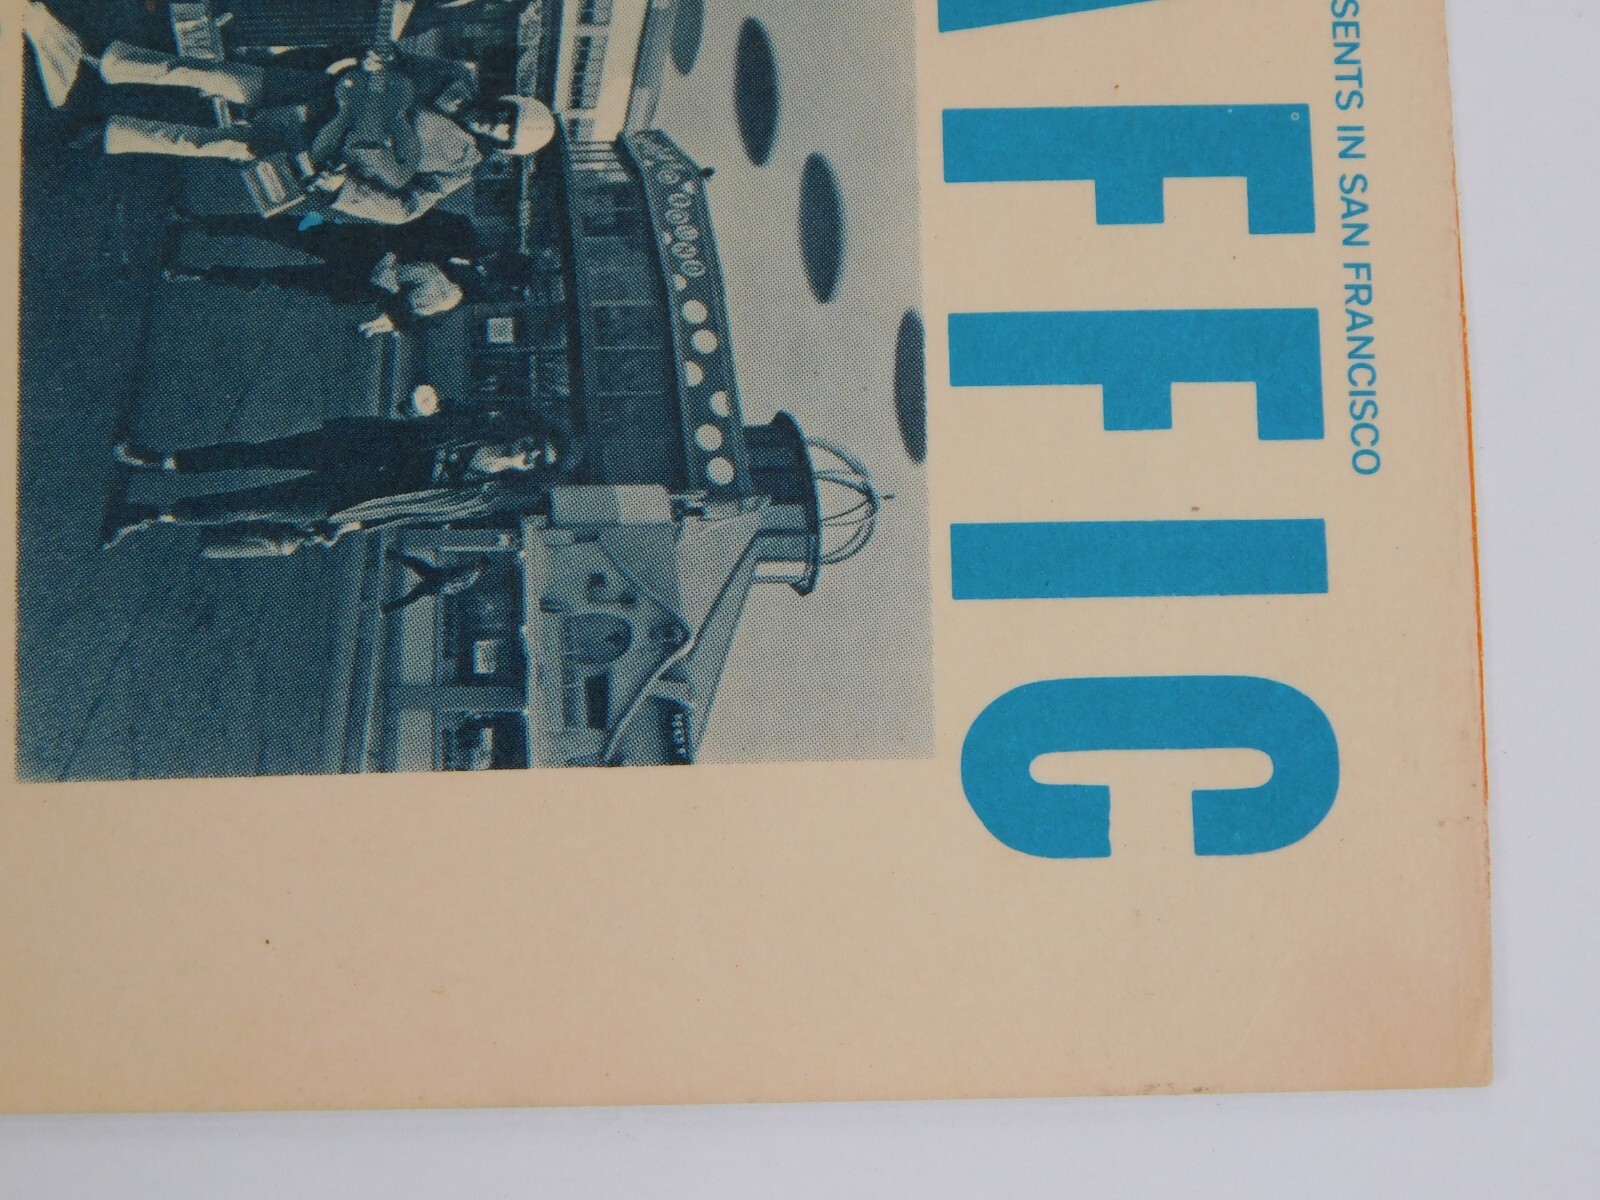 SENTS IN SAN FRANCISCO
AFFIC